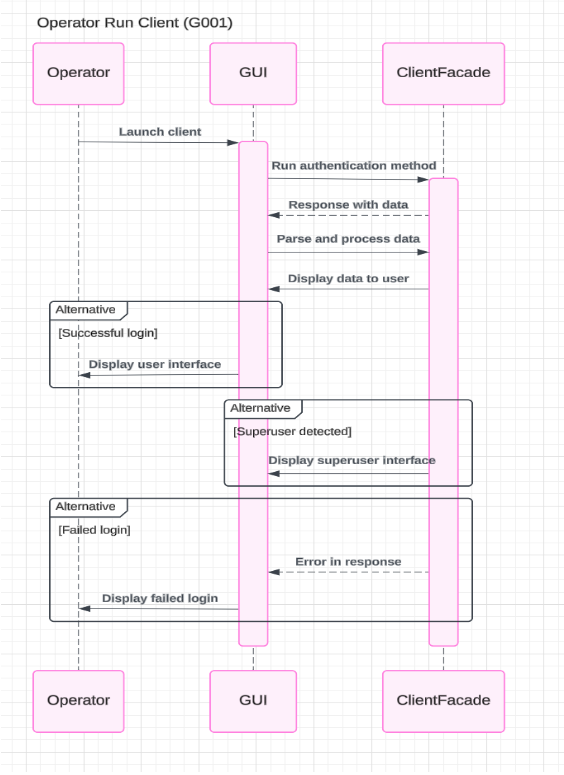 Operator Run Client (G001)
Operator GUI ClientFacade
Launch client
Run authentication method
Response with data
Parse and process data
Display data to user
Alternative
[Successful login]
Display user interface
Alternative
[Superuser detected]
Display superuser interface
Alternative
[Failed login]
Error in response
Display failed login
Operator GUI ClientFacade